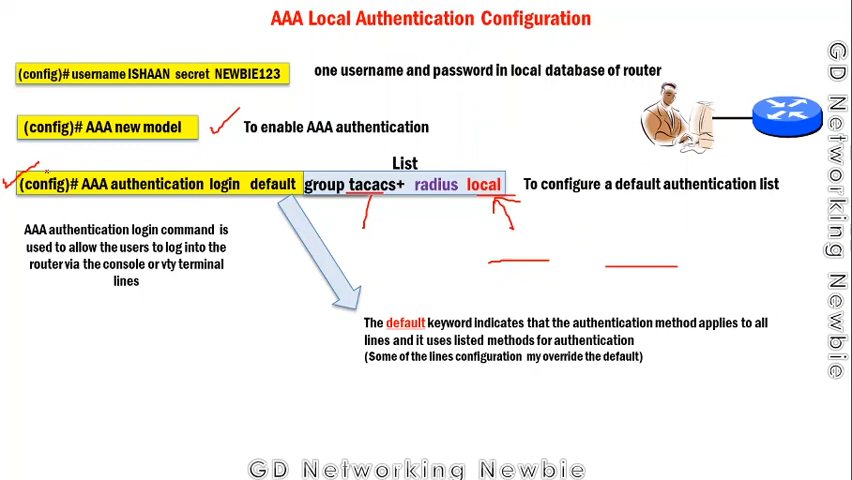 AAA Local Authentication Configuration
(config)# username ISHAAN secret NEWBIE123
one username and password in local database of router
(config)# AAA new model
To enable AAA authentication
List
(config)# AAA authentication login default group tacacs+ radius local
To configure a default authentication list
AAA authentication login command is
used to allow the users to log into the
router via the console or vty terminal
lines
The default keyword indicates that the authentication method applies to all
lines and it uses listed methods for authentication
(Some of the lines configuration my override the default)
GD Networking Newbie
GD Networking Newbie